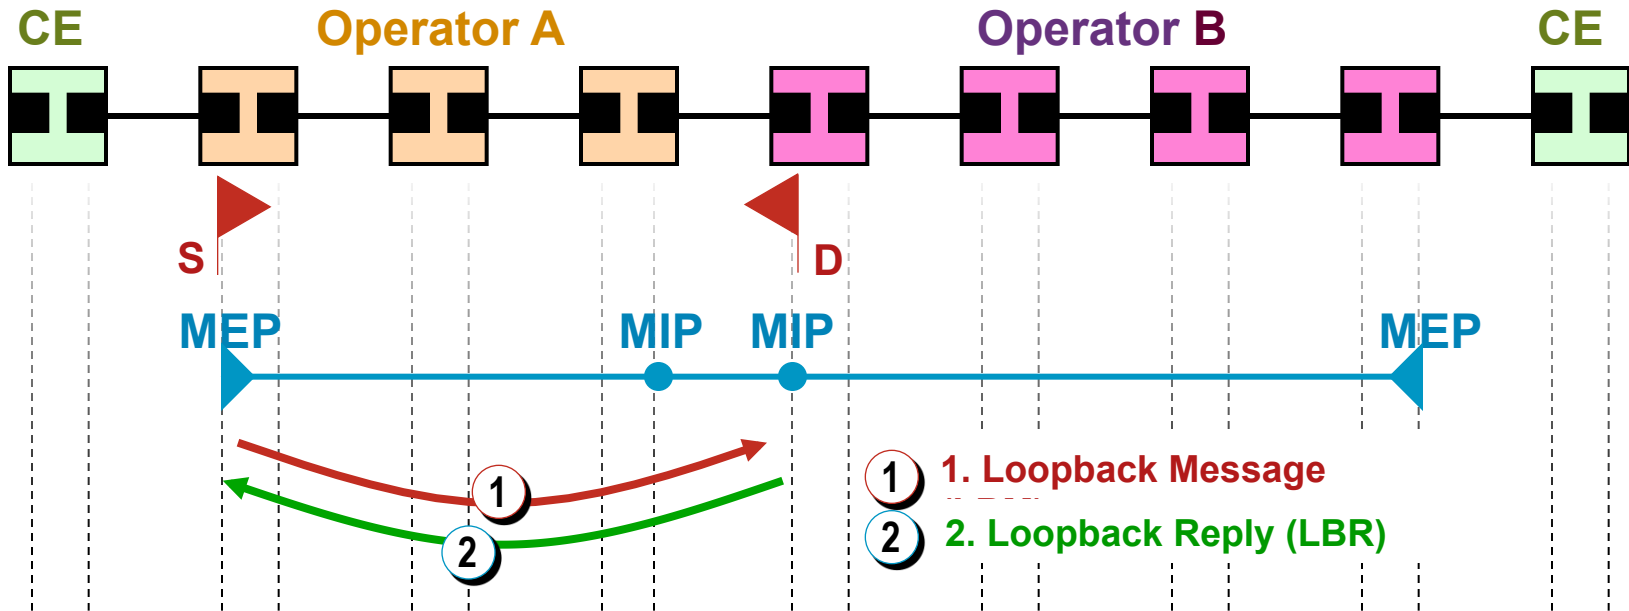 CE
Operator A
Operator B
CE
S
D
MEP
MIP
MIP
MEP
1
2
1
1. Loopback Message
2
2. Loopback Reply (LBR)